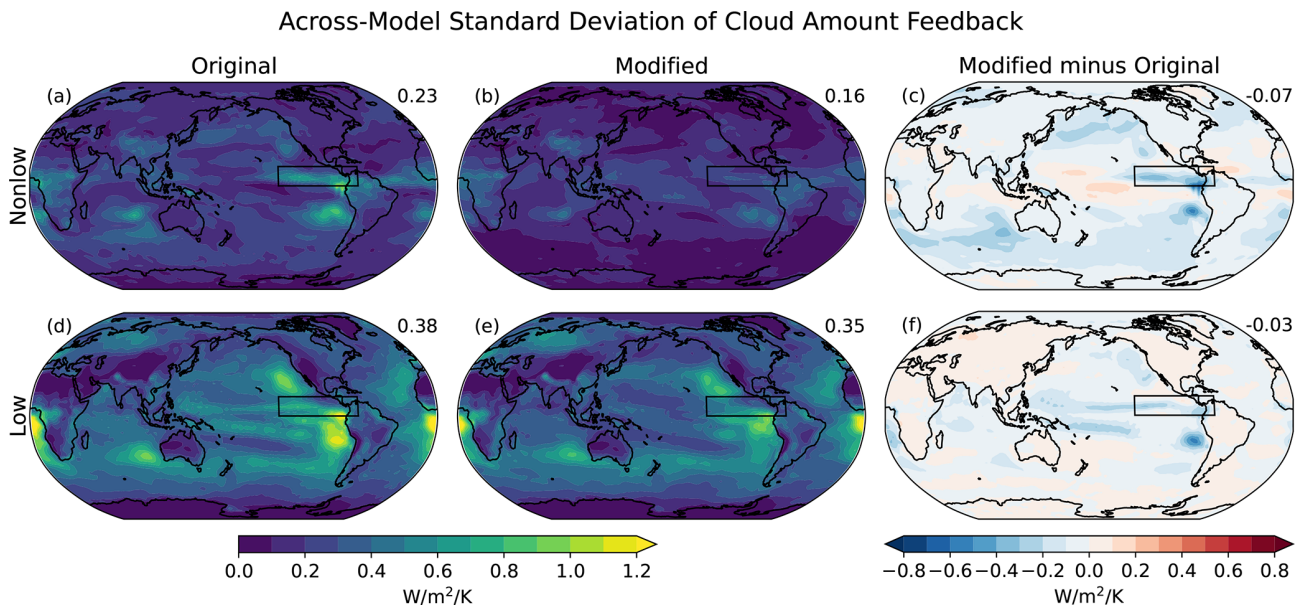 Across-Model Standard Deviation of Cloud Amount Feedback
Original Modified Modified minus Original
(a) 0.23 (b) 0.16 (c) -0.07
Nonlow
(d) 0.38 (e) 0.35 (f) -0.03
Low
0.0 0.2 0.4 0.6 0.8 1.0 1.2
W/m²/K
−0.8 −0.6 −0.4 −0.2 0.0 0.2 0.4 0.6 0.8
W/m²/K